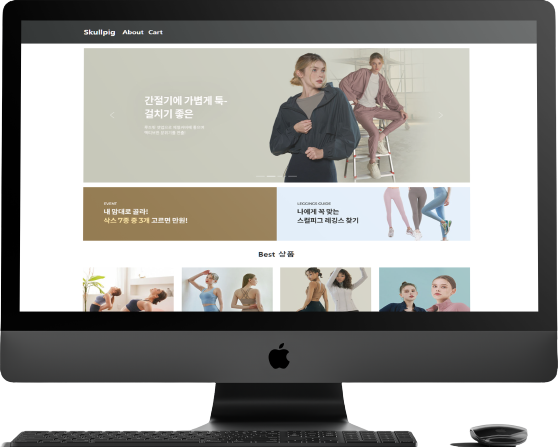 Skullpig About Cart
간절기에 가볍게 툭-
걸치기 좋은
EVENT
내 맘대로 골라!
삭스 7종 중 3개 고르면 만원!
LEGGINGS GUIDE
나에게 꼭 맞는
스컬피그 레깅스 찾기
Best 상품